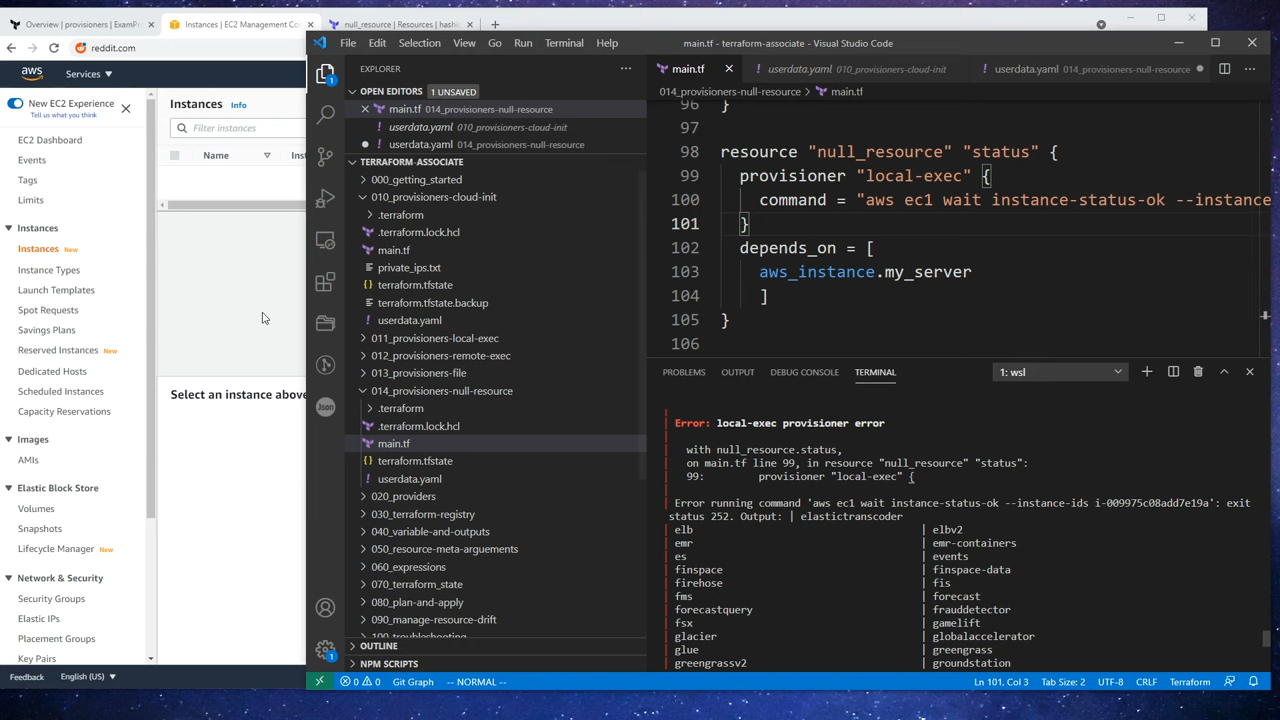 Overview | provisioners | ExamPr
Instances | EC2 Management Co
null_resource | Resources | hashic
reddit.com
aws
Services
New EC2 Experience
Tell us what you think
EC2 Dashboard
Events
Tags
Limits
Instances
Instances New
Instance Types
Launch Templates
Spot Requests
Savings Plans
Reserved Instances New
Dedicated Hosts
Scheduled Instances
Capacity Reservations
Images
AMIs
Elastic Block Store
Volumes
Snapshots
Lifecycle Manager New
Network & Security
Security Groups
Elastic IPs
Placement Groups
Key Pairs
Feedback
English (US)
Instances Info
Filter instances
Name
Inst
Select an instance above
File Edit Selection View Go Run Terminal Help
main.tf - terraform-associate - Visual Studio Code
EXPLORER
OPEN EDITORS 1 UNSAVED
main.tf 014_provisioners-null-resource
userdata.yaml 010_provisioners-cloud-init
userdata.yaml 014_provisioners-null-resource
TERRAFORM-ASSOCIATE
000_getting_started
010_provisioners-cloud-init
.terraform
.terraform.lock.hcl
main.tf
private_ips.txt
terraform.tfstate
terraform.tfstate.backup
userdata.yaml
011_provisioners-local-exec
012_provisioners-remote-exec
013_provisioners-file
014_provisioners-null-resource
.terraform
.terraform.lock.hcl
main.tf
terraform.tfstate
userdata.yaml
020_providers
030_terraform-registry
040_variable-and-outputs
050_resource-meta-arguements
060_expressions
070_terraform_state
080_plan-and-apply
090_manage-resource-drift
100_troubleshooting
OUTLINE
NPM SCRIPTS
Json
1
1
main.tf
userdata.yaml 010_provisioners-cloud-init
userdata.yaml 014_provisioners-null-resource
014_provisioners-null-resource > main.tf
96 }
97
98 resource "null_resource" "status" {
99 provisioner "local-exec" {
100 command = "aws ec1 wait instance-status-ok --instance
101 }
102 depends_on = [
103 aws_instance.my_server
104 ]
105 }
106
PROBLEMS OUTPUT DEBUG CONSOLE TERMINAL
1: wsl
Error: local-exec provisioner error
with null_resource.status,
on main.tf line 99, in resource "null_resource" "status":
99: provisioner "local-exec" {
Error running command 'aws ec1 wait instance-status-ok --instance-ids i-009975c08add7e19a': exit
status 252. Output: | elastictranscoder
elb | elbv2
emr | emr-containers
es | events
finspace | finspace-data
firehose | fis
fms | forecast
forecastquery | frauddetector
fsx | gamelift
glacier | globalaccelerator
glue | greengrass
greengrassv2 | groundstation
0 0
Git Graph
-- NORMAL --
Ln 101, Col 3
Tab Size: 2
UTF-8
CRLF
Terraform